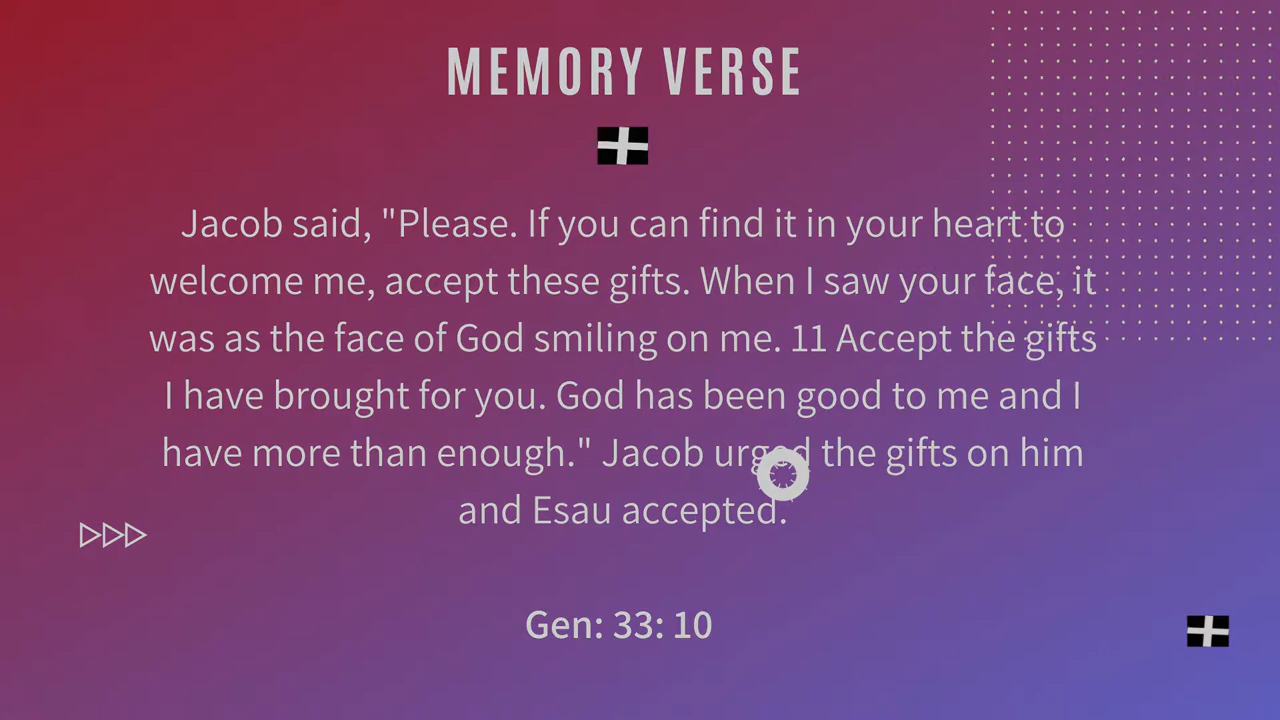 MEMORY VERSE
Jacob said, "Please. If you can find it in your heart to
welcome me, accept these gifts. When I saw your face, it
was as the face of God smiling on me. 11 Accept the gifts
I have brought for you. God has been good to me and I
have more than enough." Jacob urged the gifts on him
and Esau accepted.
Gen: 33: 10